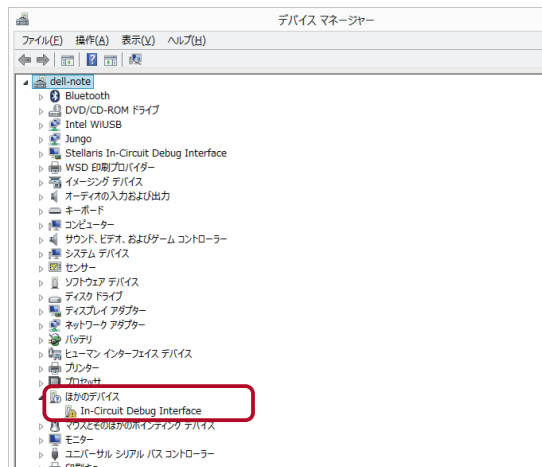 デバイス マネージャー
ファイル(F) 操作(A) 表示(V) ヘルプ(H)
dell-note
Bluetooth
DVD/CD-ROM ドライブ
Intel WiUSB
Jungo
Stellaris In-Circuit Debug Interface
WSD 印刷プロバイダー
イメージング デバイス
オーディオの入力および出力
キーボード
コンピューター
サウンド、ビデオ、およびゲーム コントローラー
システム デバイス
センサー
ソフトウェア デバイス
ディスク ドライブ
ディスプレイ アダプター
ネットワーク アダプター
バッテリ
ヒューマン インターフェイス デバイス
プリンター
プロセッサ
ほかのデバイス
In-Circuit Debug Interface
マウスとそのほかのポインティング デバイス
モニター
ユニバーサル シリアル バス コントローラー
印刷キュー